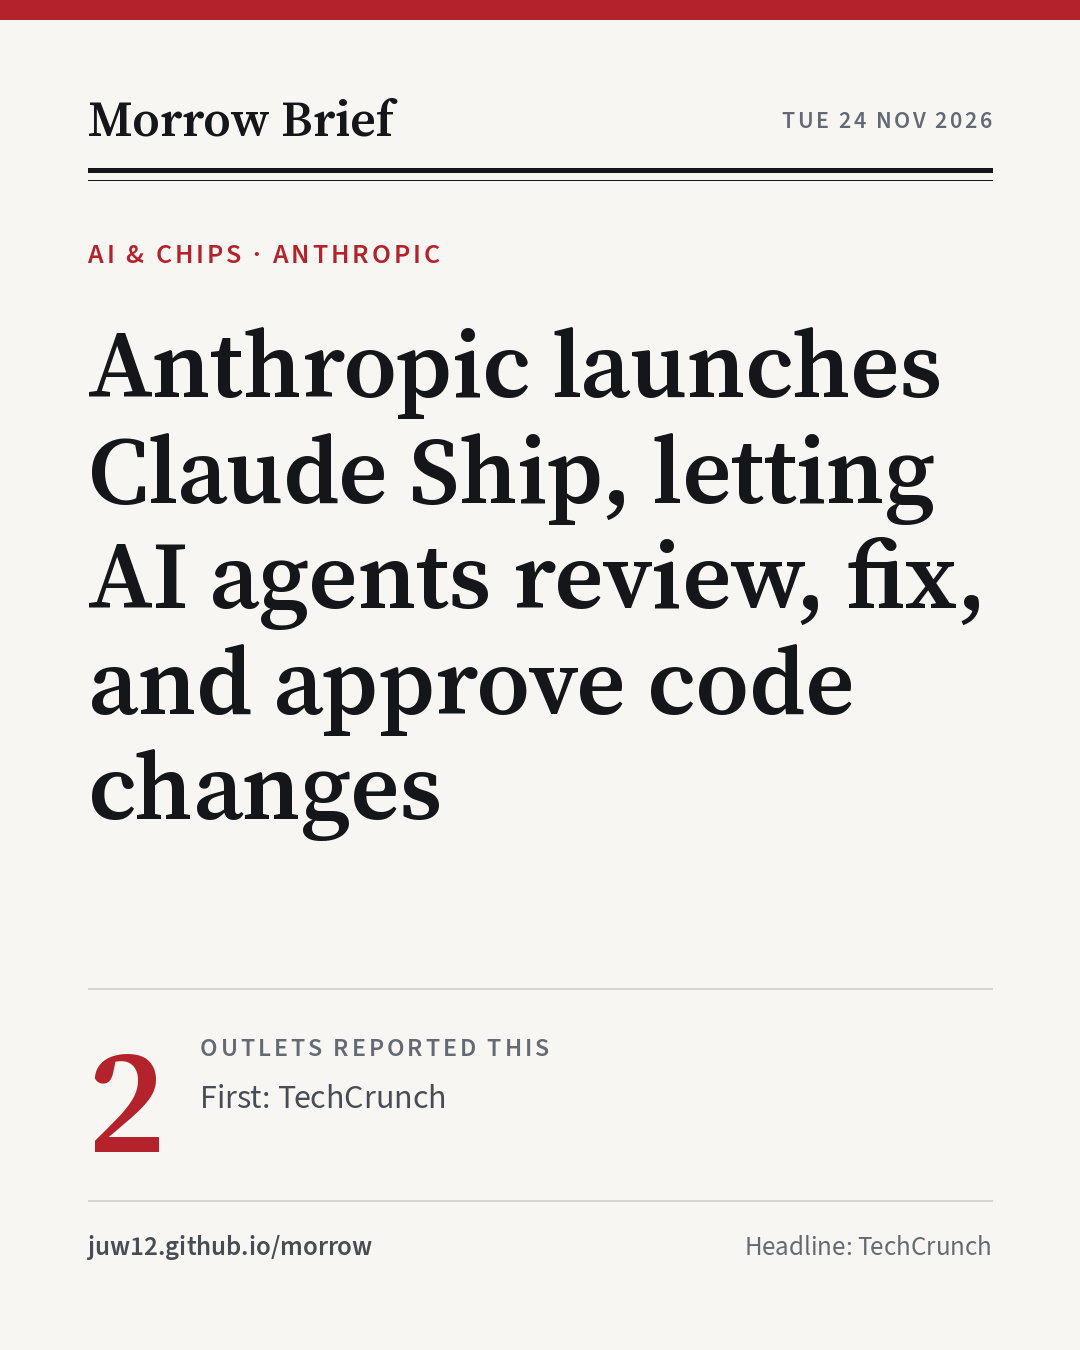 Morrow Brief
TUE 24 NOV 2026
AI & CHIPS · ANTHROPIC
Anthropic launches
Claude Ship, letting
AI agents review, fix,
and approve code
changes
2
OUTLETS REPORTED THIS
First: TechCrunch
juw12.github.io/morrow
Headline: TechCrunch